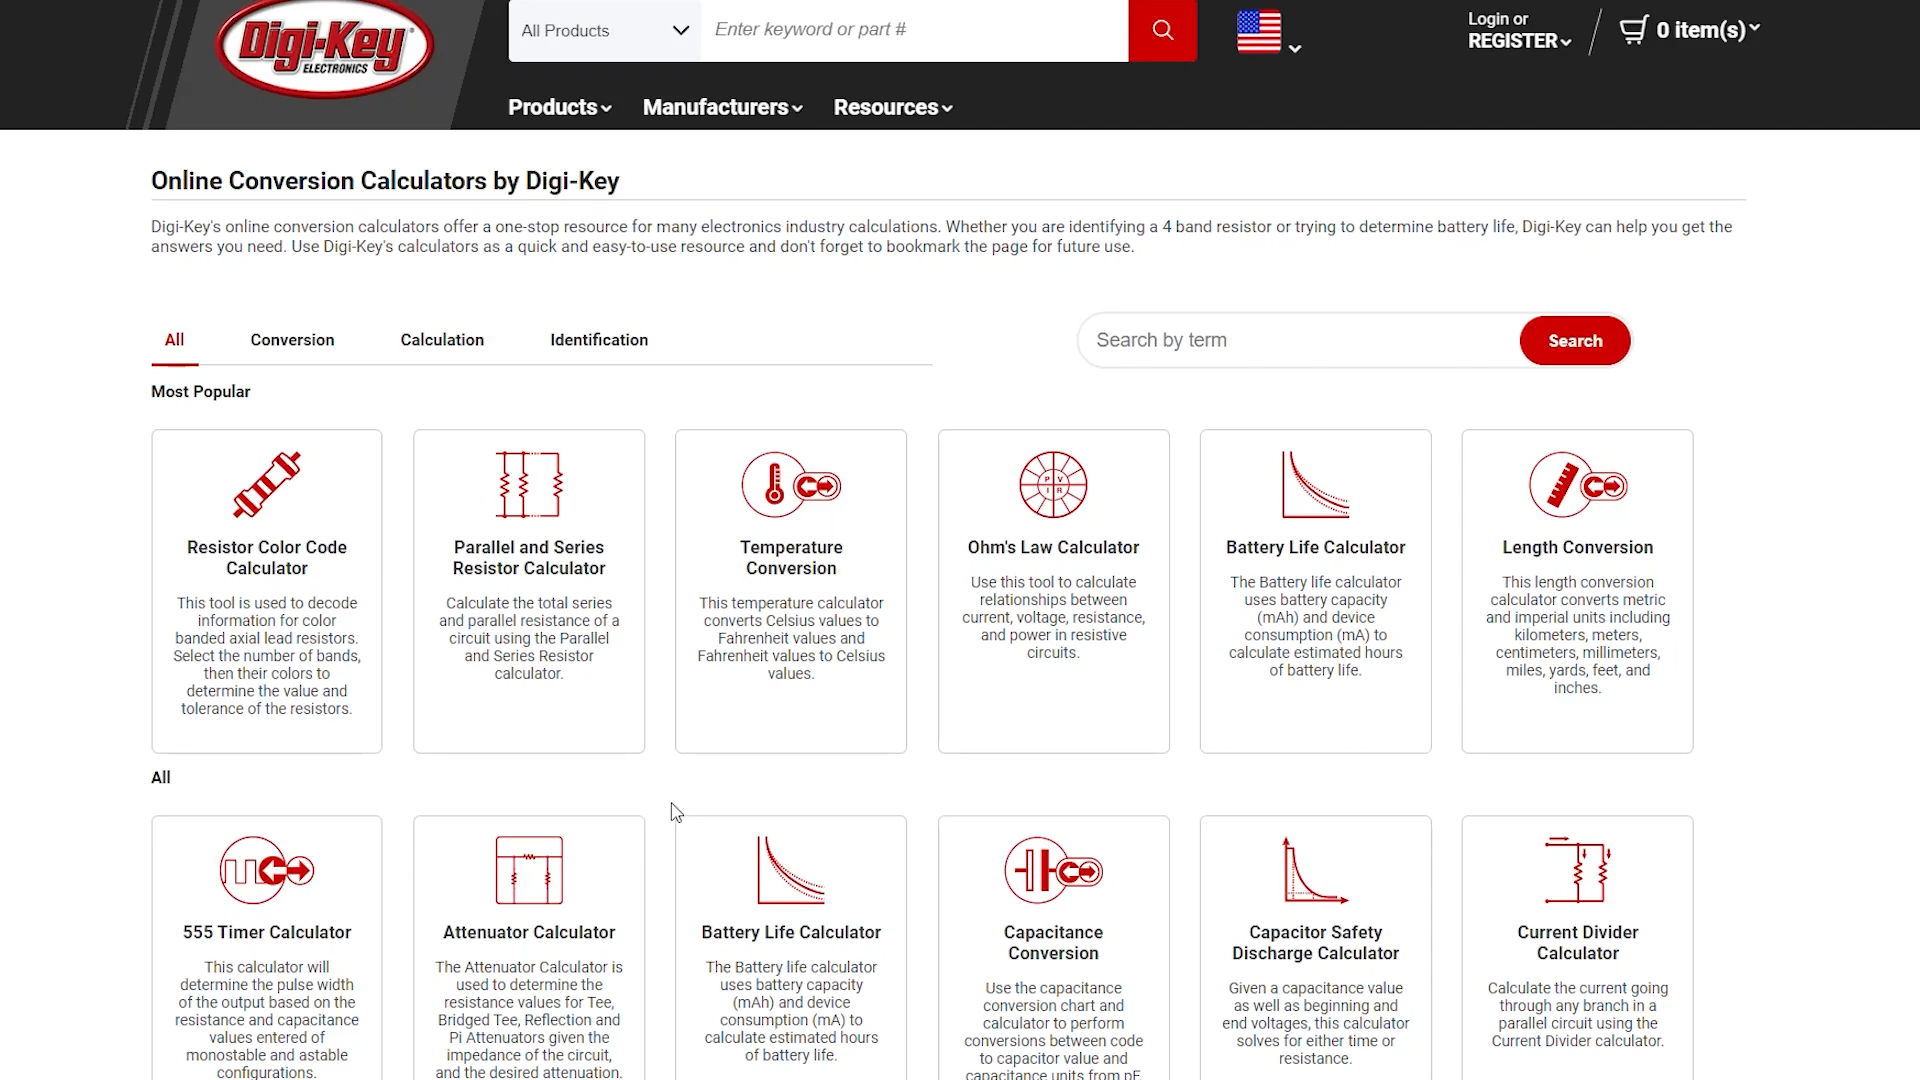 Digi-Key
ELECTRONICS
All Products
Enter keyword or part #
Login or
REGISTER
0 item(s)
Products
Manufacturers
Resources
Online Conversion Calculators by Digi-Key
Digi-Key's online conversion calculators offer a one-stop resource for many electronics industry calculations. Whether you are identifying a 4 band resistor or trying to determine battery life, Digi-Key can help you get the
answers you need. Use Digi-Key's calculators as a quick and easy-to-use resource and don't forget to bookmark the page for future use.
All
Conversion
Calculation
Identification
Search by term
Search
Most Popular
Resistor Color Code
Calculator
This tool is used to decode
information for color
banded axial lead resistors.
Select the number of bands,
then their colors to
determine the value and
tolerance of the resistors.
Parallel and Series
Resistor Calculator
Calculate the total series
and parallel resistance of a
circuit using the Parallel
and Series Resistor
calculator.
Temperature
Conversion
This temperature calculator
converts Celsius values to
Fahrenheit values and
Fahrenheit values to Celsius
values.
P V
I R
Ohm's Law Calculator
Use this tool to calculate
relationships between
current, voltage, resistance,
and power in resistive
circuits.
Battery Life Calculator
The Battery life calculator
uses battery capacity
(mAh) and device
consumption (mA) to
calculate estimated hours
of battery life.
Length Conversion
This length conversion
calculator converts metric
and imperial units including
kilometers, meters,
centimeters, millimeters,
miles, yards, feet, and
inches.
All
555 Timer Calculator
This calculator will
determine the pulse width
of the output based on the
resistance and capacitance
values entered of
monostable and astable
configurations.
Attenuator Calculator
The Attenuator Calculator is
used to determine the
resistance values for Tee,
Bridged Tee, Reflection and
Pi Attenuators given the
impedance of the circuit,
and the desired attenuation.
Battery Life Calculator
The Battery life calculator
uses battery capacity
(mAh) and device
consumption (mA) to
calculate estimated hours
of battery life.
Capacitance
Conversion
Use the capacitance
conversion chart and
calculator to perform
conversions between code
to capacitor value and
capacitance units from pF,
Capacitor Safety
Discharge Calculator
Given a capacitance value
as well as beginning and
end voltages, this calculator
solves for either time or
resistance.
Current Divider
Calculator
Calculate the current going
through any branch in a
parallel circuit using the
Current Divider calculator.